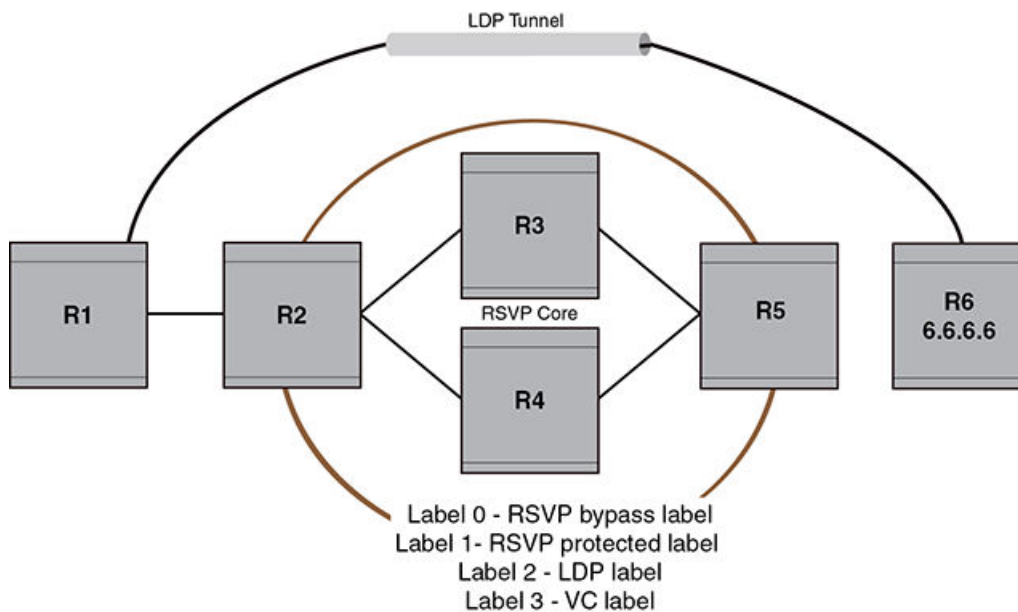 LDP Tunnel
R1
R2
R3
RSVP Core
R4
R5
R6
6.6.6.6
Label 0 - RSVP bypass label
Label 1- RSVP protected label
Label 2 - LDP label
Label 3 - VC label